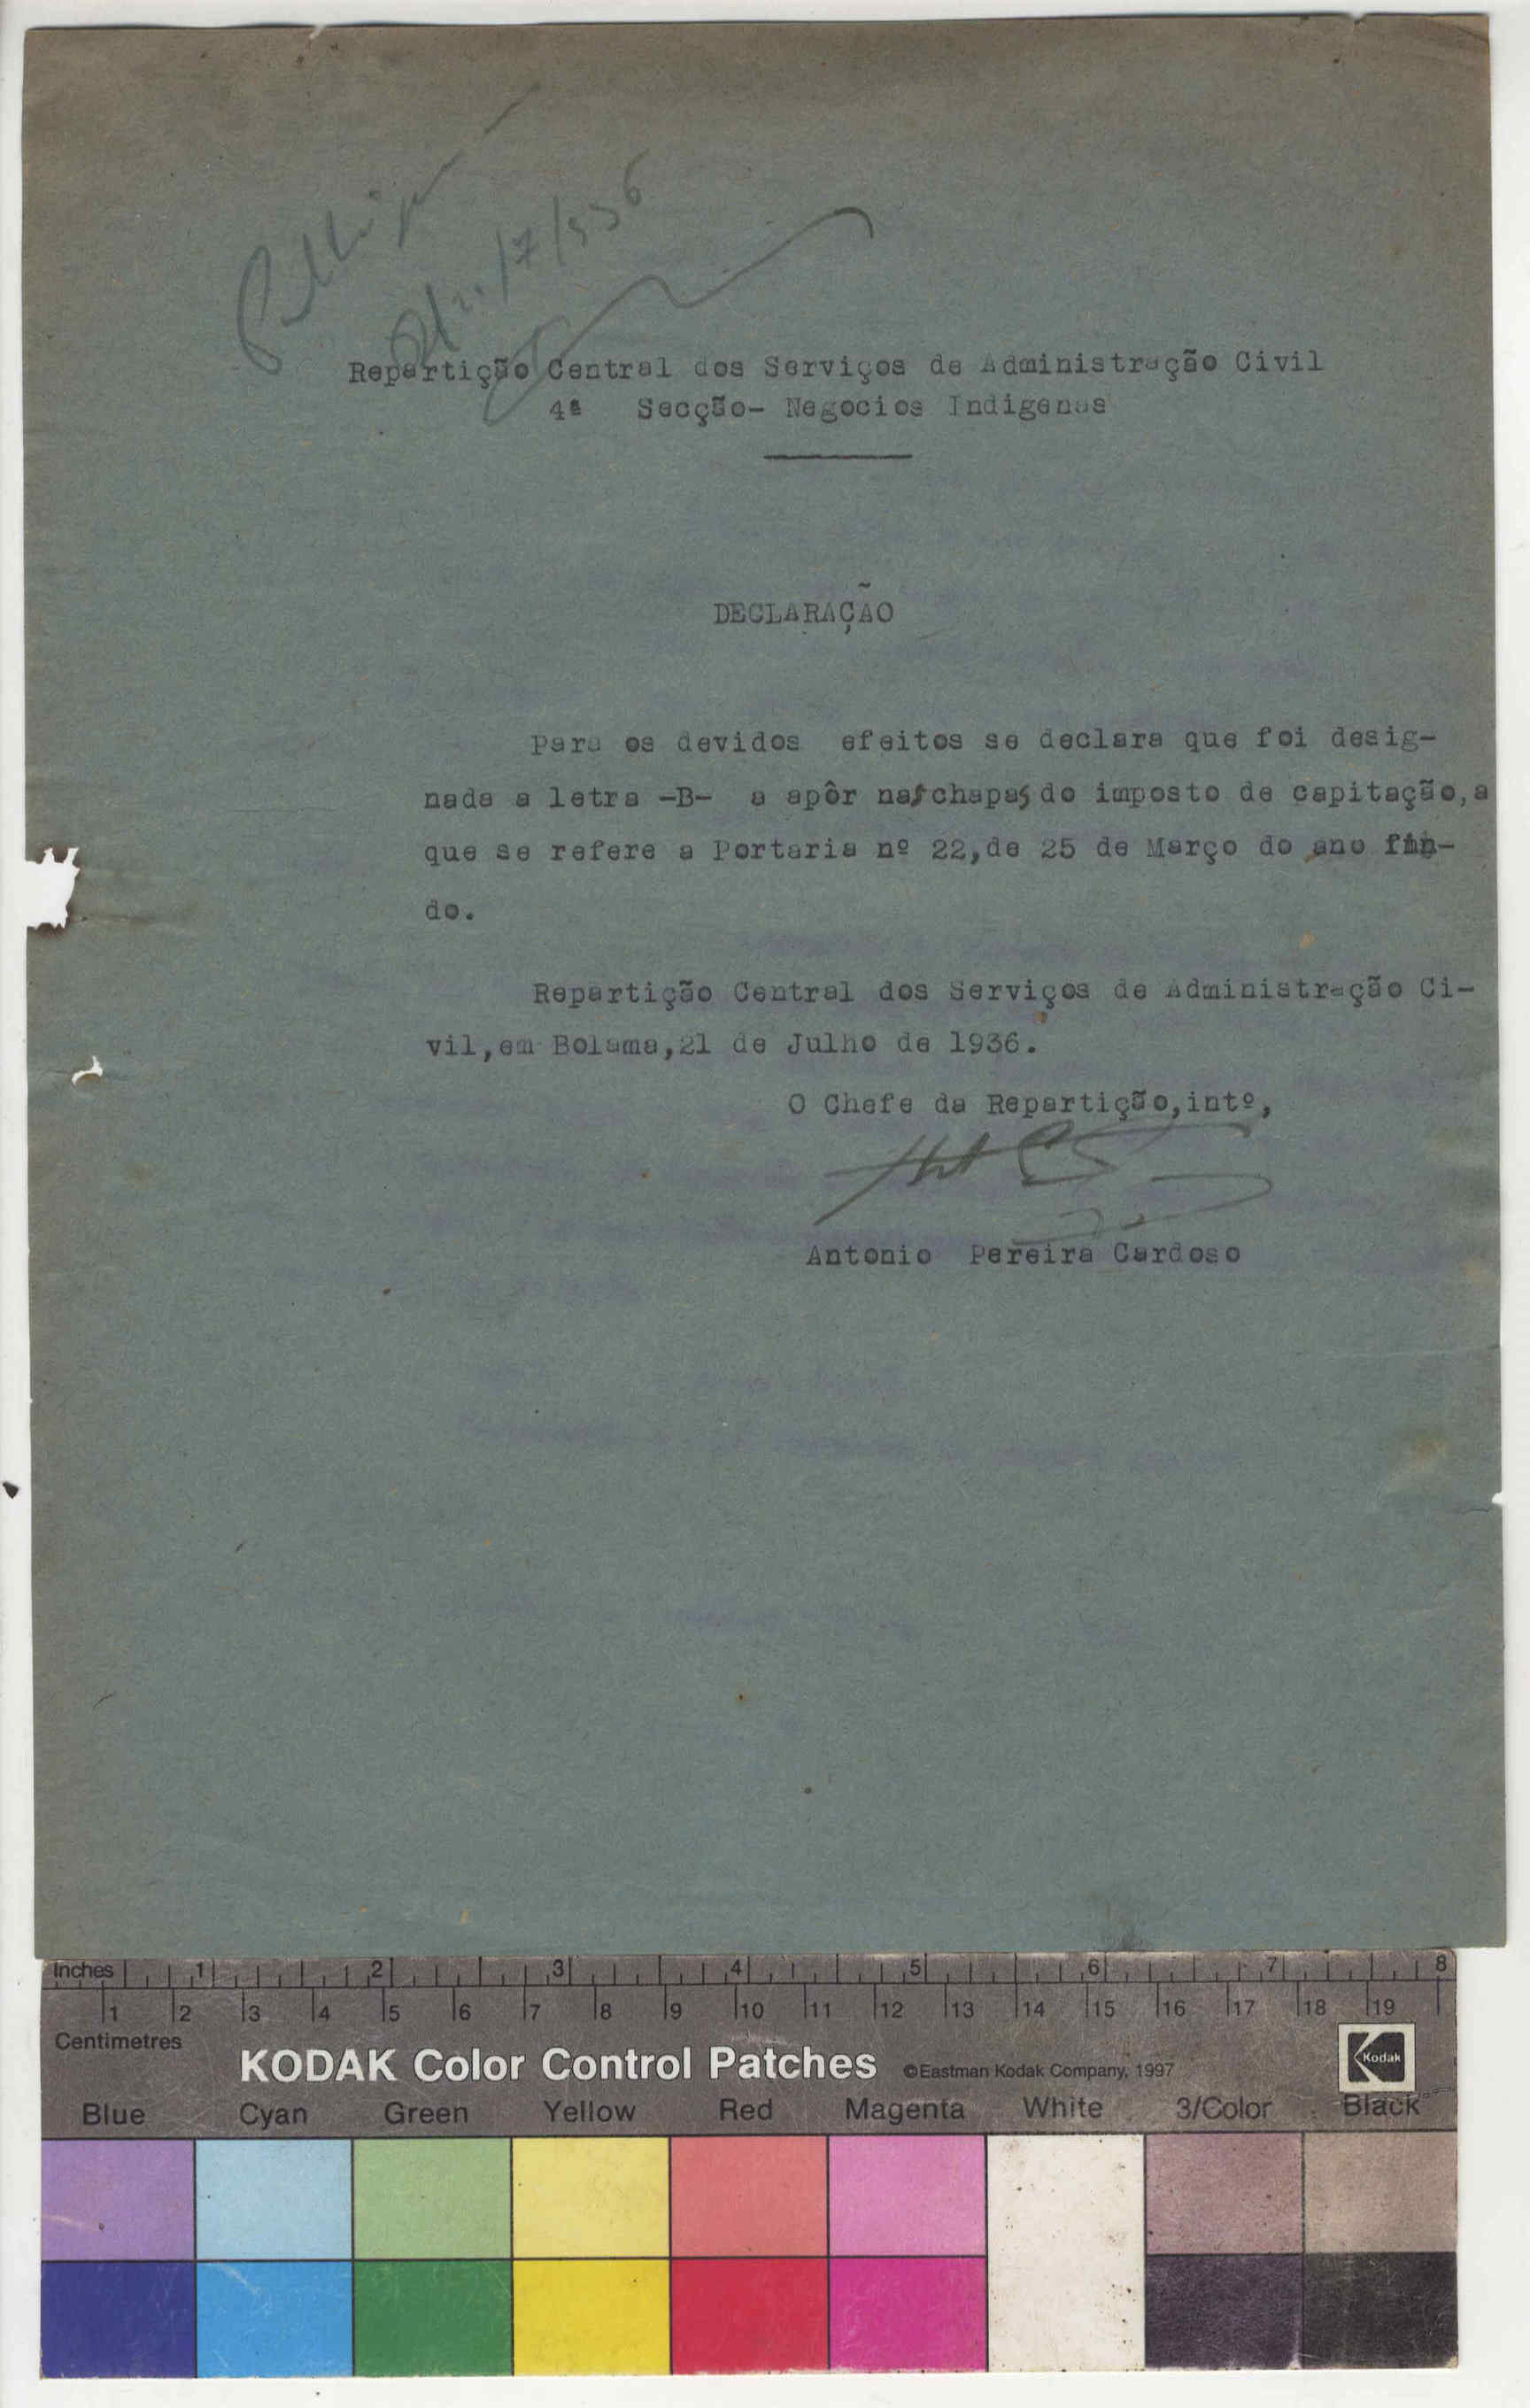 /7/936
Repartição Central dos Serviços de Administração Civil
4ª Secção- Negocios Indigenas
DECLARAÇÃO
Para os devidos efeitos se declara que foi desig-
nada a letra -B- a apôr nas chapas do imposto de capitação,a
que se refere a Portaria nº 22,de 25 de Março do ano fin-
do.
Repartição Central dos Serviços de Administração Ci-
vil,em Bolama,21 de Julho de 1936.
O Chefe da Repartição,intº,
Antonio Pereira Cardoso
Inches 1 2 3 4 5 6 7 8
1 2 3 4 5 6 7 8 9 10 11 12 13 14 15 16 17 18 19
Centimetres
KODAK Color Control Patches ©Eastman Kodak Company, 1997 Kodak
Blue Cyan Green Yellow Red Magenta White 3/Color Black